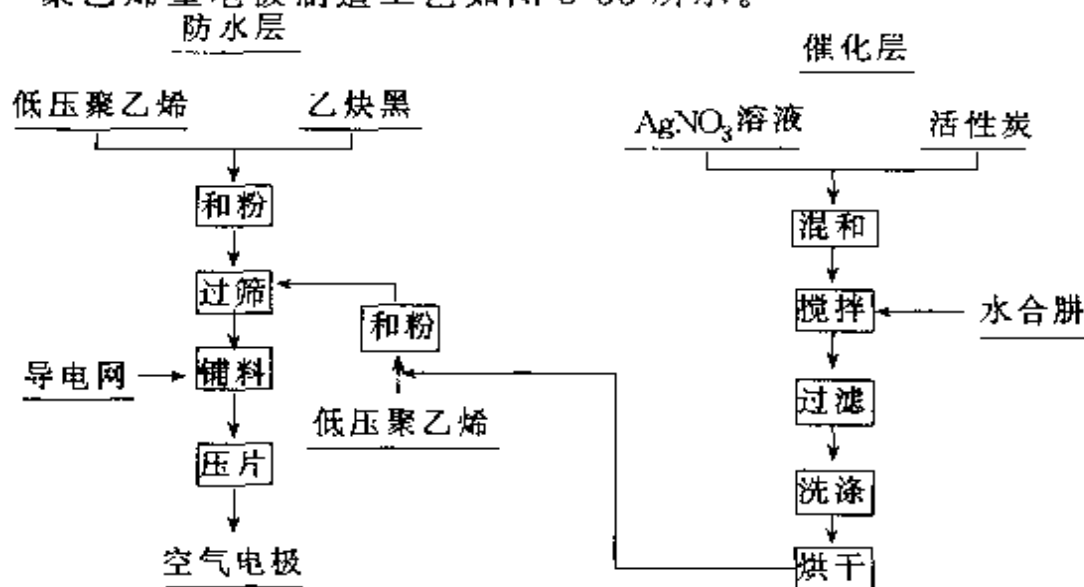 防水层
催化层
低压聚乙烯
乙炔黑
AgNO₃溶液
活性炭
和粉
混和
过筛
搅拌
水合肼
和粉
导电网
铺料
过滤
低压聚乙烯
压片
洗涤
空气电极
烘干